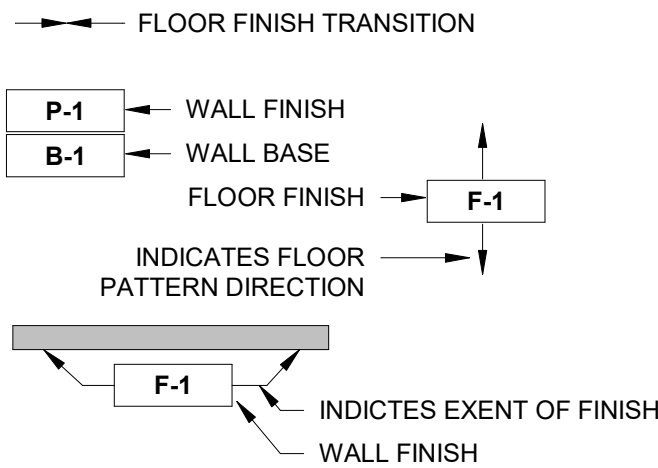 FLOOR FINISH TRANSITION
P-1
WALL FINISH
B-1
WALL BASE
FLOOR FINISH
F-1
INDICATES FLOOR
PATTERN DIRECTION
F-1
INDICTES EXENT OF FINISH
WALL FINISH